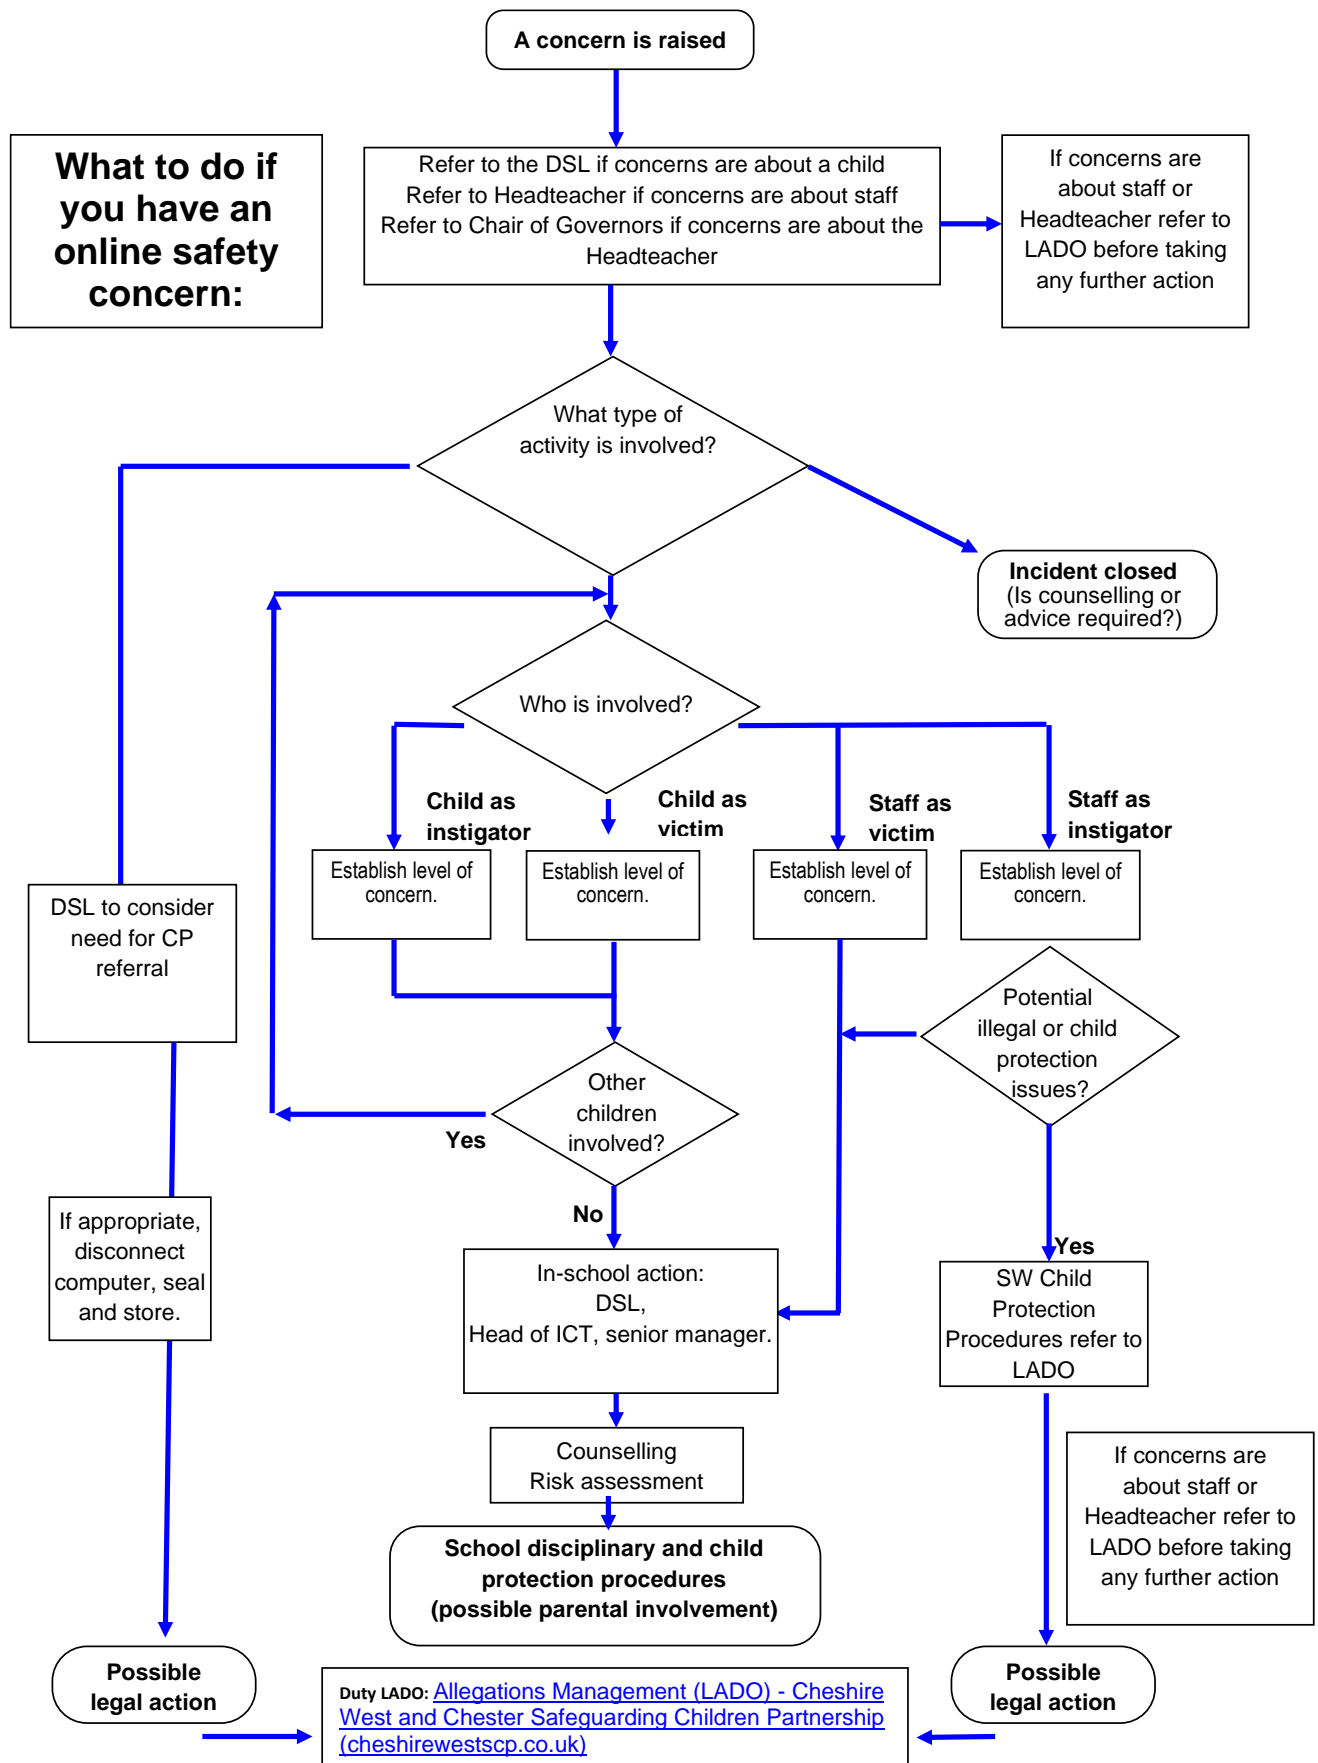 A concern is raised
What to do if
you have an
online safety
concern:
Refer to the DSL if concerns are about a child
Refer to Headteacher if concerns are about staff
Refer to Chair of Governors if concerns are about the
Headteacher
If concerns are
about staff or
Headteacher refer to
LADO before taking
any further action
What type of
activity is involved?
Incident closed
(Is counselling or
advice required?)
Who is involved?
Child as
instigator
Child as
victim
Staff as
victim
Staff as
instigator
Establish level of
concern.
Establish level of
concern.
Establish level of
concern.
Establish level of
concern.
DSL to consider
need for CP
referral
Potential
illegal or child
protection
issues?
Other
children
involved?
Yes
No
If appropriate,
disconnect
computer, seal
and store.
In-school action:
DSL,
Head of ICT, senior manager.
Yes
SW Child
Protection
Procedures refer to
LADO
Counselling
Risk assessment
If concerns are
about staff or
Headteacher refer to
LADO before taking
any further action
School disciplinary and child
protection procedures
(possible parental involvement)
Possible
legal action
Possible
legal action
Duty LADO: Allegations Management (LADO) - Cheshire
West and Chester Safeguarding Children Partnership
(cheshirewestscp.co.uk)